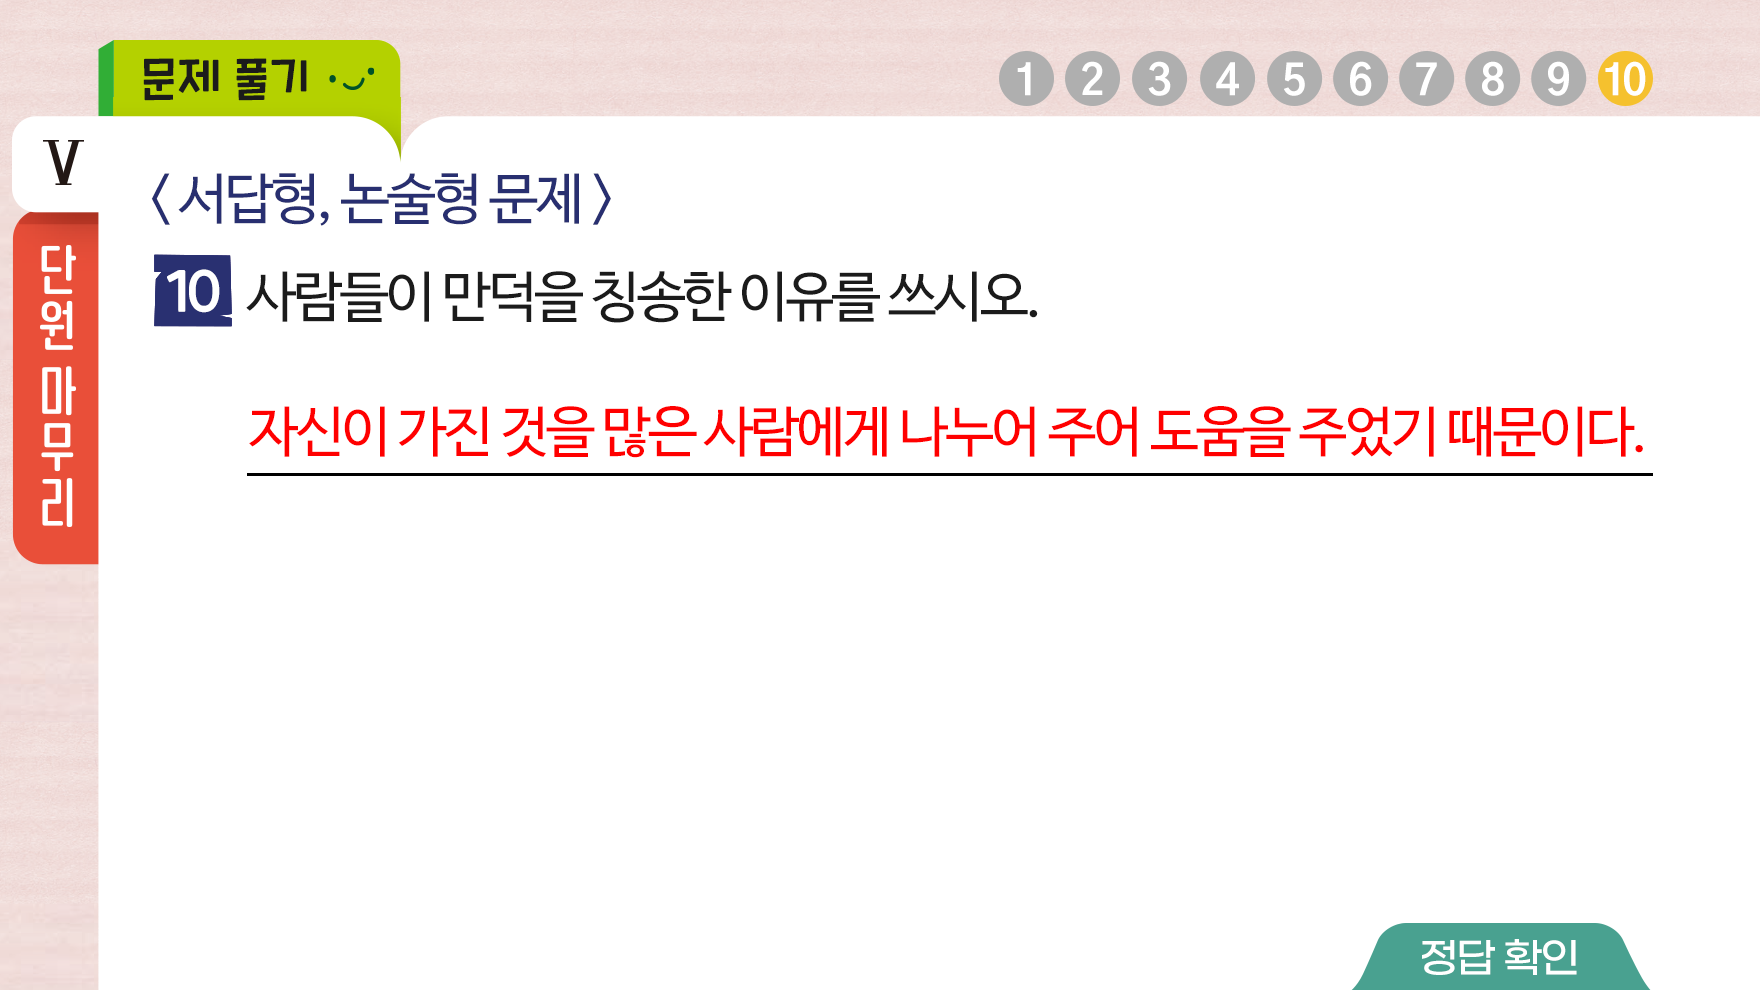 문제 풀기
1 2 3 4 5 6 7 8 9 10
V
단원 마무리
< 서답형, 논술형 문제 >
10 사람들이 만덕을 칭송한 이유를 쓰시오.
자신이 가진 것을 많은 사람에게 나누어 주어 도움을 주었기 때문이다.
정답 확인